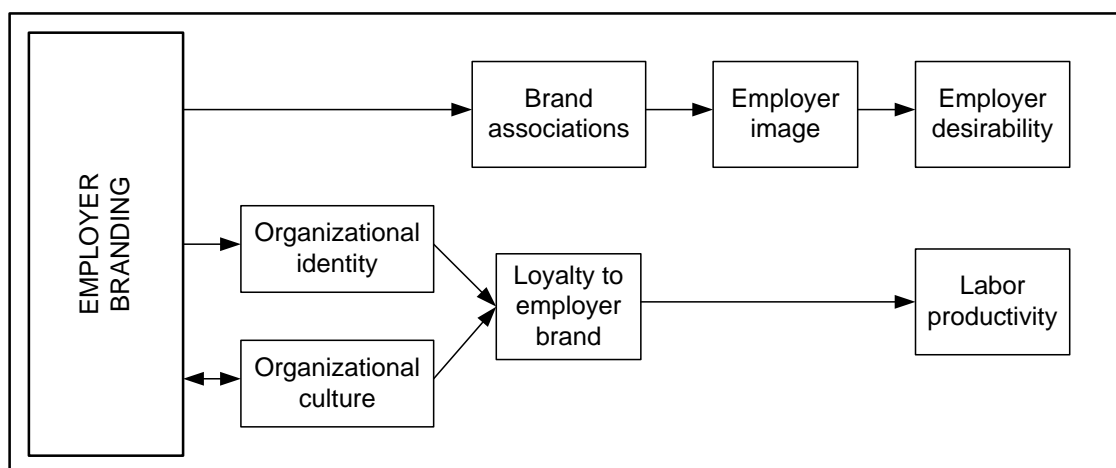 EMPLOYER
BRANDING
Brand
associations
Employer
image
Employer
desirability
Organizational
identity
Loyalty to
employer
brand
Labor
productivity
Organizational
culture